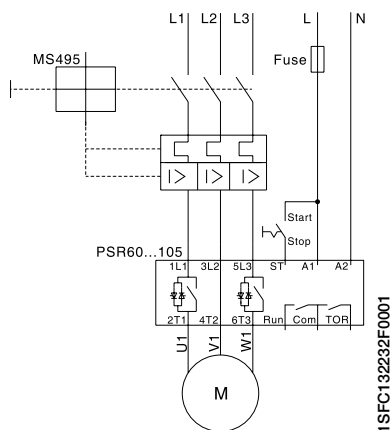 L1 L2 L3 L N
MS495
Fuse
I> I> I>
Start
Stop
PSR60...105
1L1 3L2 5L3 ST A1 A2
2T1 4T2 6T3 Run Com TOR
U1 V1 W1
M
1SFC132232F0001